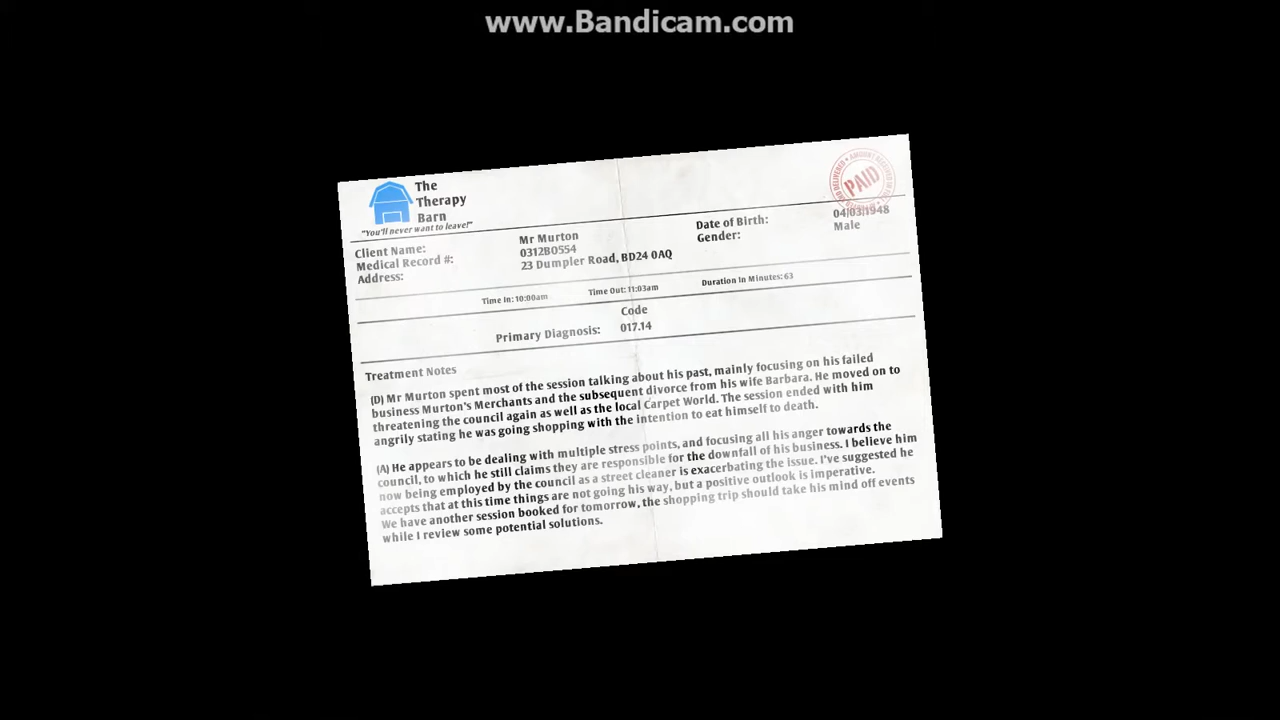 www.Bandicam.com
The
Therapy
Barn
"You'll never want to leave!"
AND DELIVERED • AMOUNT RECEIVED IN FULL
PAID
Client Name: Mr Murton Date of Birth: 04/03/1948
Medical Record #: 0312B0554 Gender: Male
Address: 23 Dumpler Road, BD24 0AQ
Time In: 10:00am Time Out: 11:03am Duration In Minutes: 63
Code
Primary Diagnosis: 017.14
Treatment Notes
(D) Mr Murton spent most of the session talking about his past, mainly focusing on his failed
business Murton's Merchants and the subsequent divorce from his wife Barbara. He moved on to
threatening the council again as well as the local Carpet World. The session ended with him
angrily stating he was going shopping with the intention to eat himself to death.
(A) He appears to be dealing with multiple stress points, and focusing all his anger towards the
council, to which he still claims they are responsible for the downfall of his business. I believe him
now being employed by the council as a street cleaner is exacerbating the issue. I've suggested he
accepts that at this time things are not going his way, but a positive outlook is imperative.
We have another session booked for tomorrow, the shopping trip should take his mind off events
while I review some potential solutions.